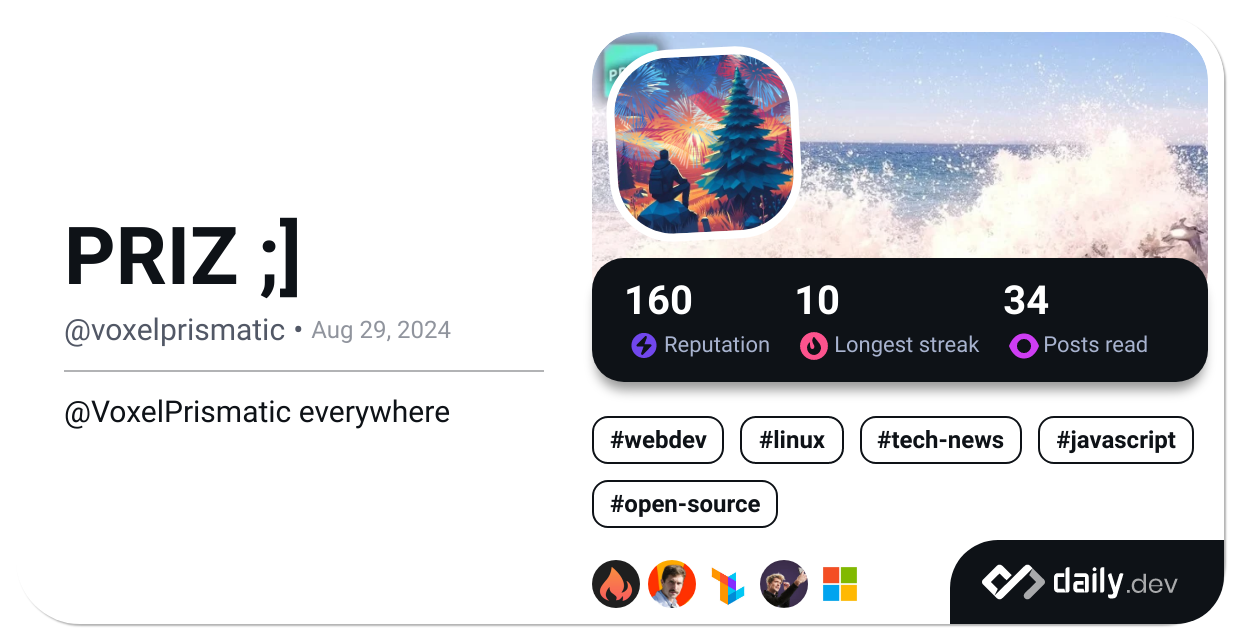 PRIZ ;]
@voxelprismatic • Aug 29, 2024
@VoxelPrismatic everywhere
160 10 34
Reputation Longest streak Posts read
#webdev #linux #tech-news #javascript
#open-source
daily.dev